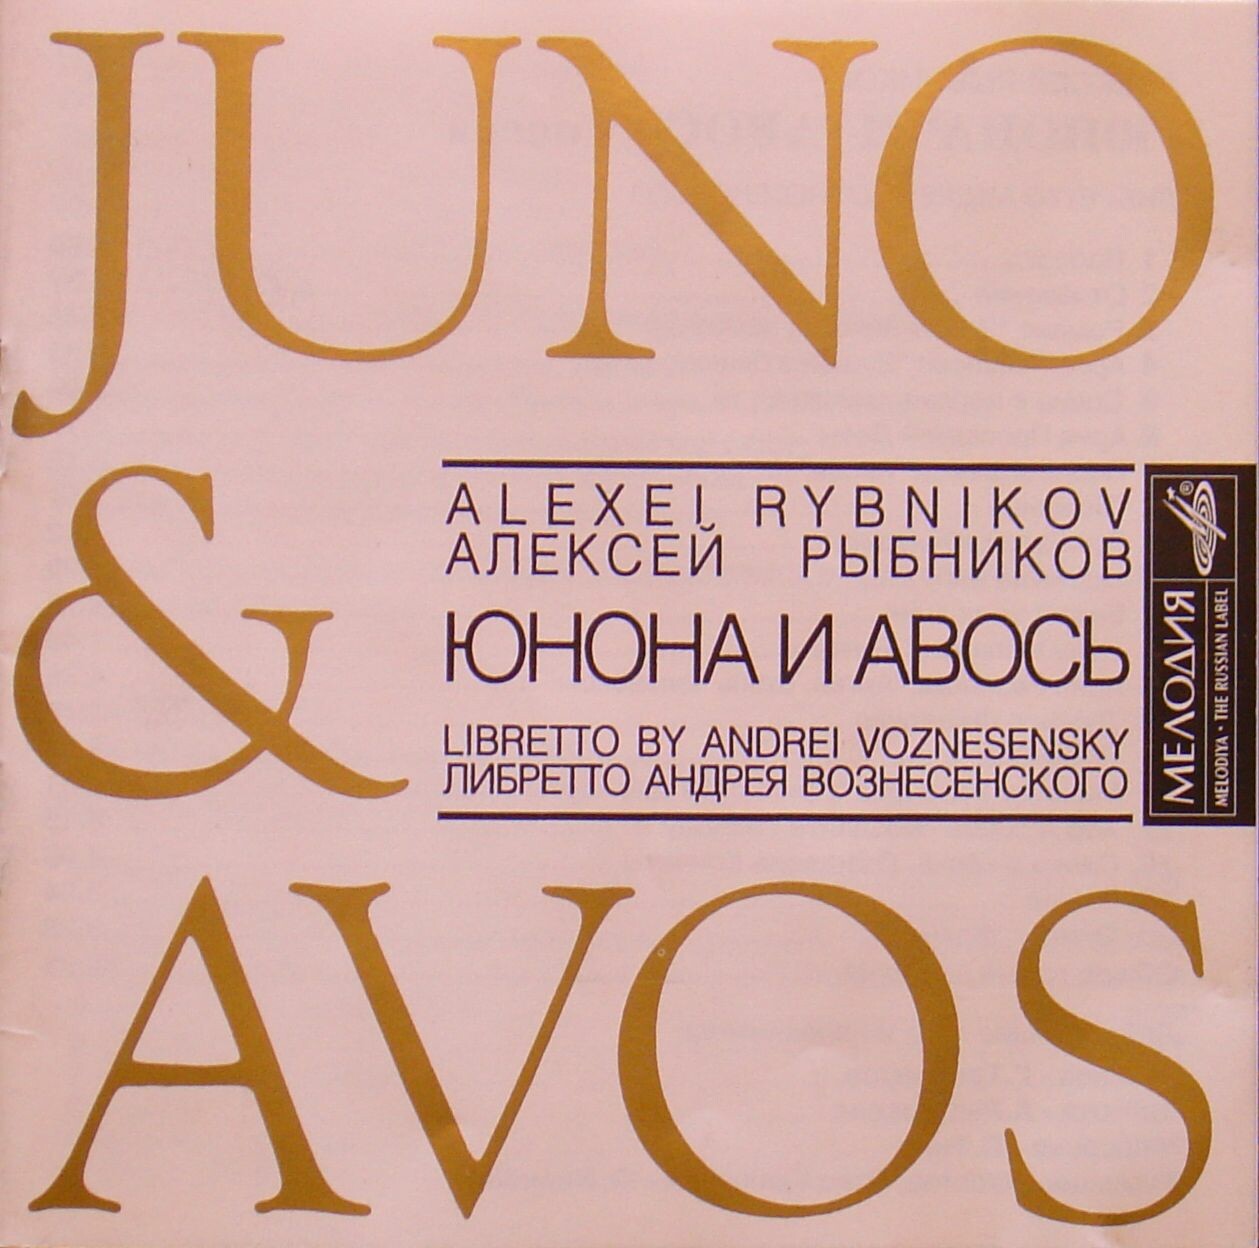 JUNO
&
ALEXEI RYBNIKOV
АЛЕКСЕЙ РЫБНИКОВ
ЮНОНА И АВОСЬ
LIBRETTO BY ANDREI VOZNESENSKY
ЛИБРЕТТО АНДРЕЯ ВОЗНЕСЕНСКОГО
МЕЛОДИЯ
MELODIYA • THE RUSSIAN LABEL
®
AVOS